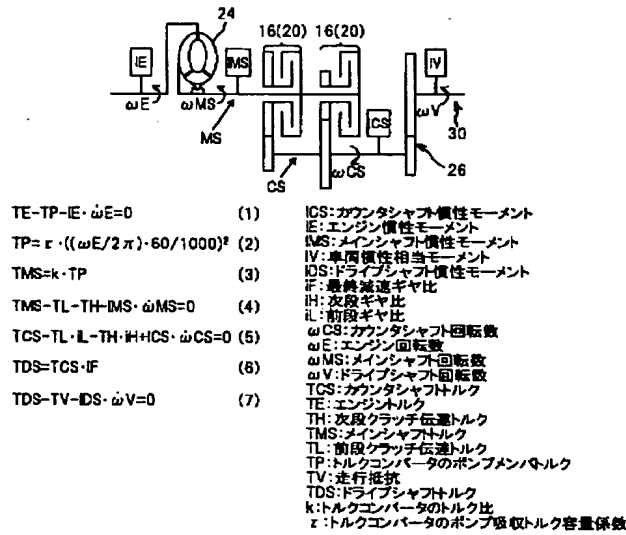 24
16(20) 16(20)
IE
IMS
IV
ωE
ωMS
MS
CS
ωV
30
CS
ωCS
26
TE-TP-IE・ω̇E=0 (1)
TP=τ・((ωE/2π)・60/1000)² (2)
TMS=k・TP (3)
TMS-TL-TH-IMS・ω̇MS=0 (4)
TCS-TL・iL-TH・iH+ICS・ω̇CS=0 (5)
TDS=TCS・iF (6)
TDS-TV-IDS・ω̇V=0 (7)
ICS:カウンタシャフト慣性モーメント
IE:エンジン慣性モーメント
IMS:メインシャフト慣性モーメント
IV:車両慣性相当モーメント
IDS:ドライブシャフト慣性モーメント
iF:最終減速ギヤ比
iH:次段ギヤ比
iL:前段ギヤ比
ωCS:カウンタシャフト回転数
ωE:エンジン回転数
ωMS:メインシャフト回転数
ωV:ドライブシャフト回転数
TCS:カウンタシャフトトルク
TE:エンジントルク
TH:次段クラッチ伝達トルク
TMS:メインシャフトトルク
TL:前段クラッチ伝達トルク
TP:トルクコンバータのポンプメンバトルク
TV:走行抵抗
TDS:ドライブシャフトトルク
k:トルクコンバータのトルク比
τ:トルクコンバータのポンプ吸収トルク容量係数